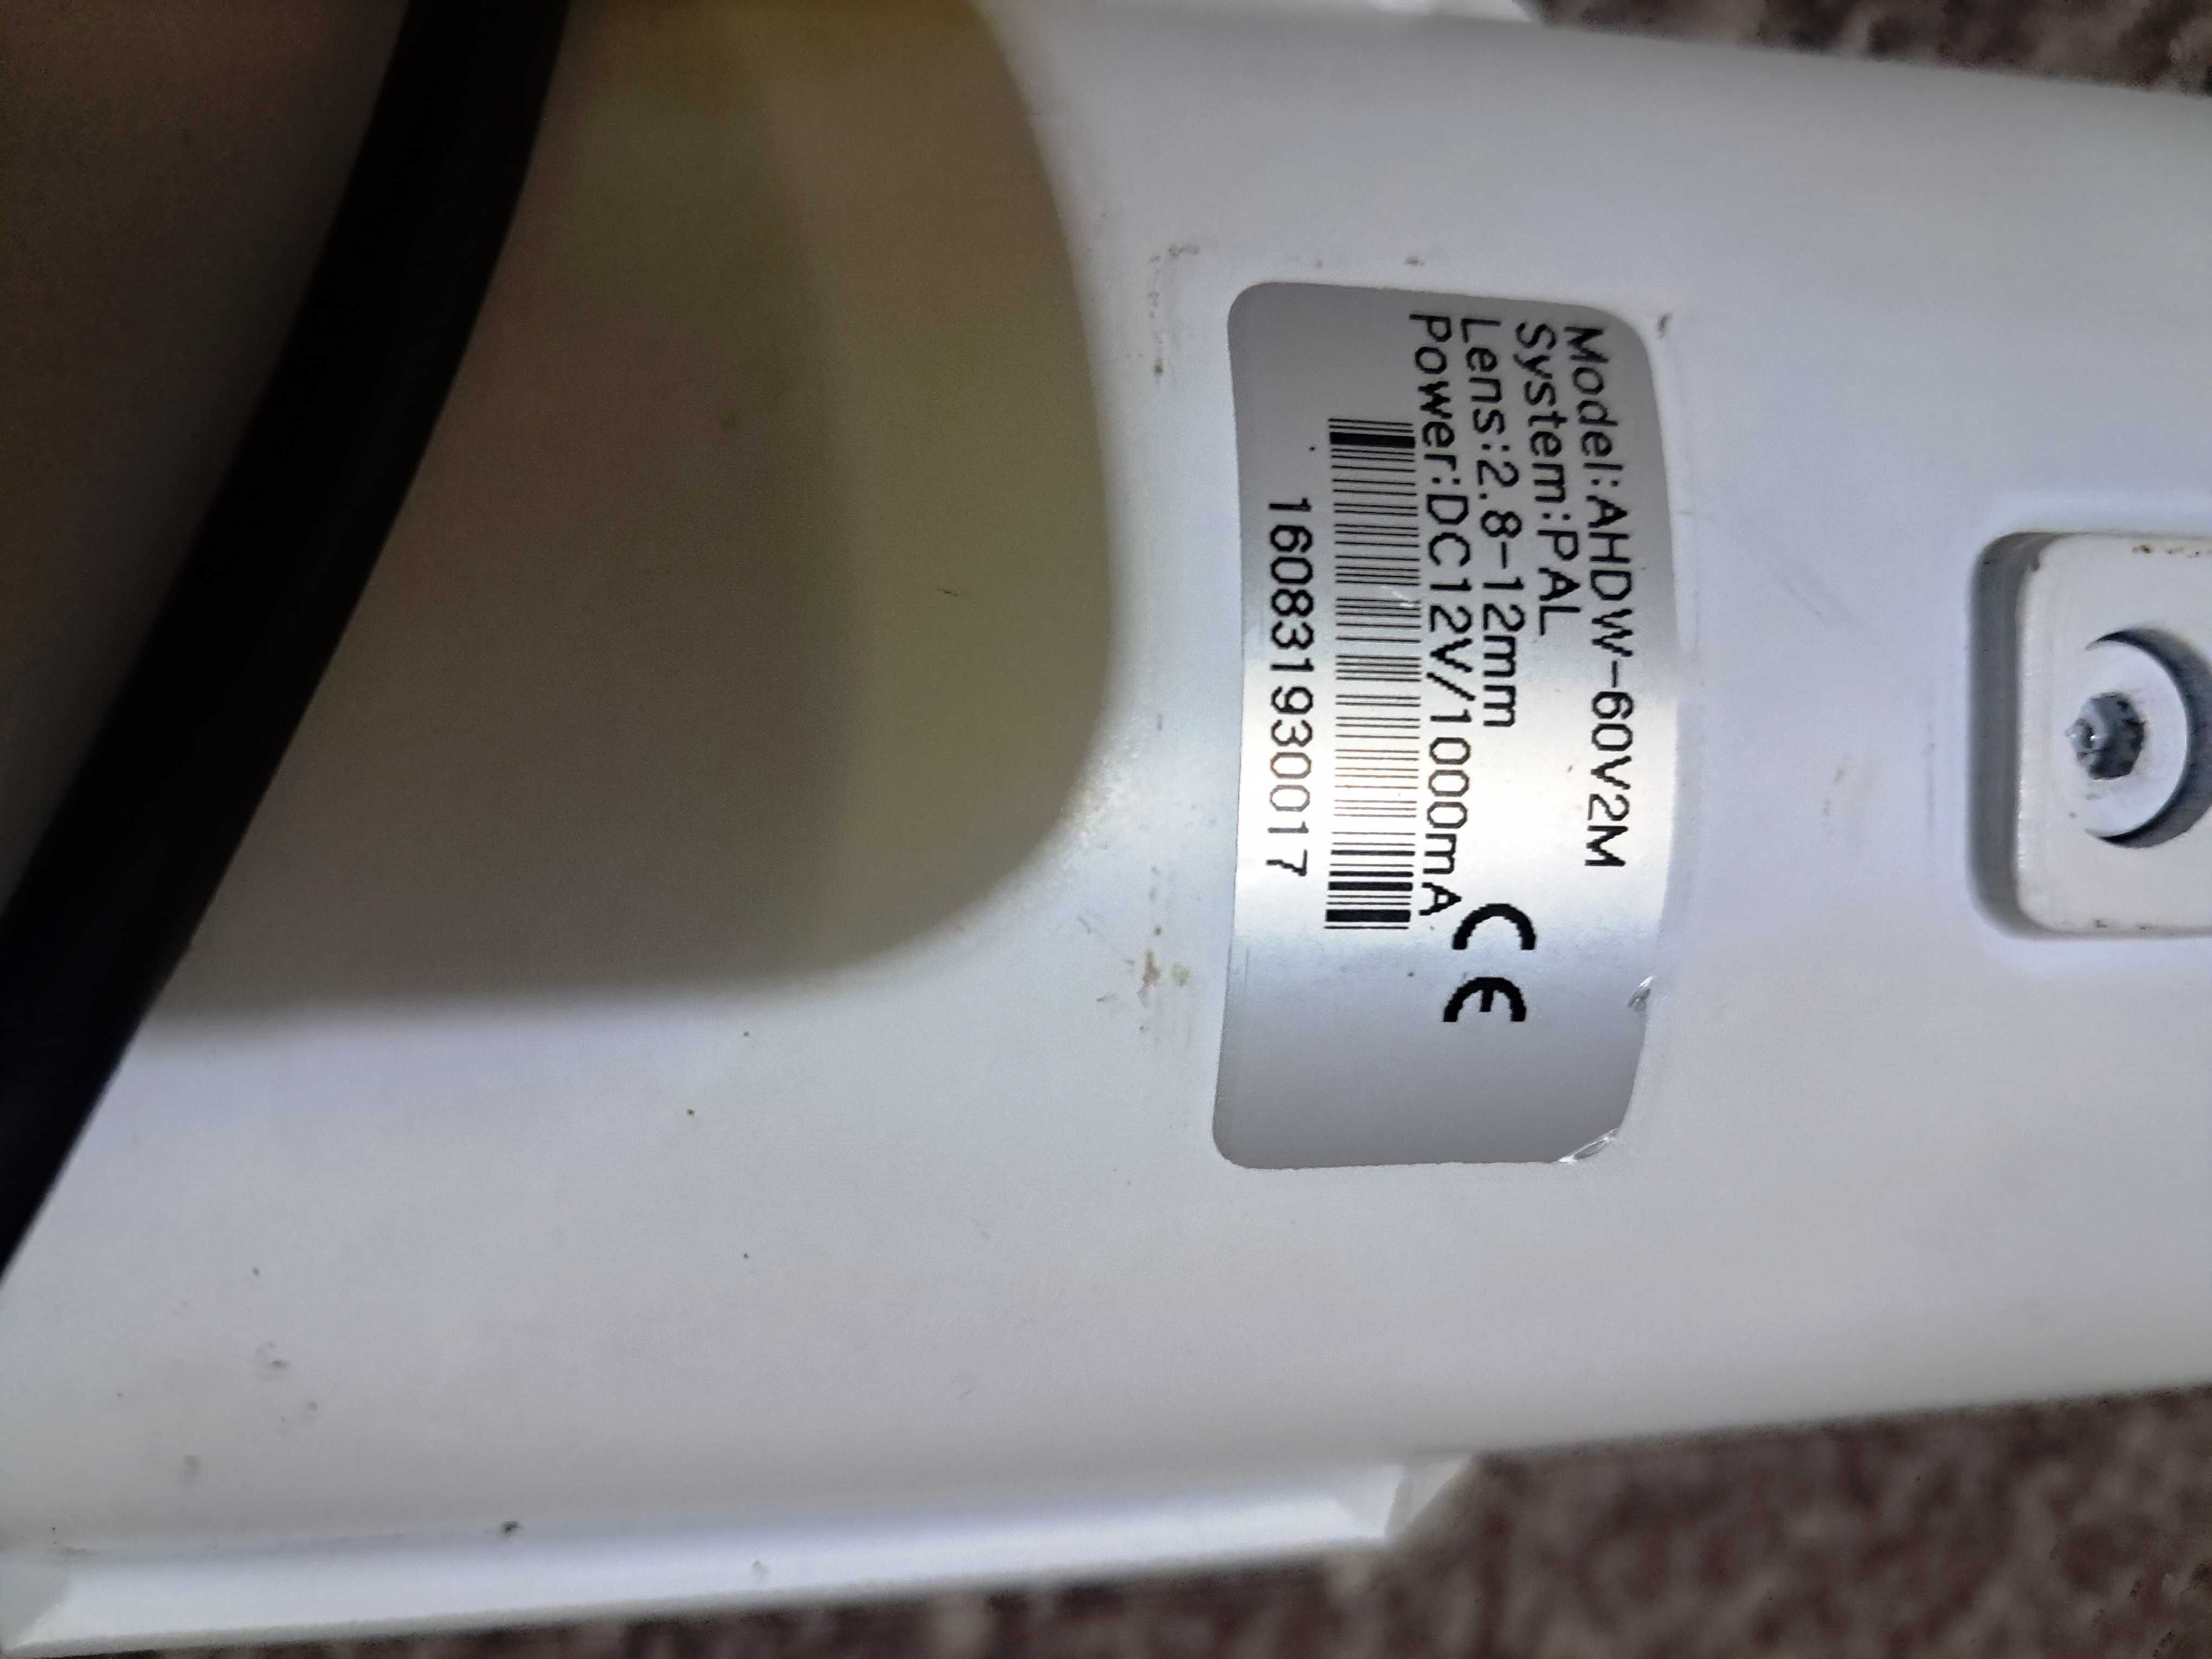 Model:AHDW-60V2M
System:PAL
Lens:2.8-12mm
Power:DC12V/1000mA
CE
160831930017